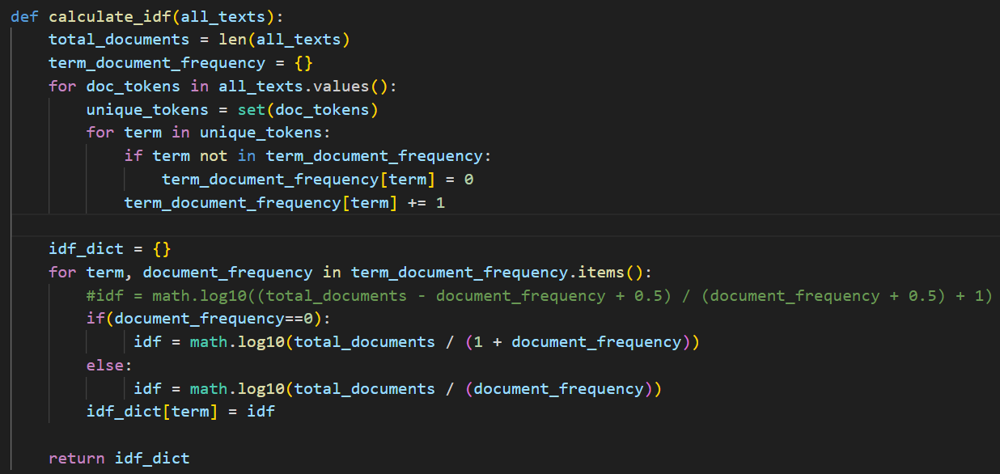 def calculate_idf(all_texts):
    total_documents = len(all_texts)
    term_document_frequency = {}
    for doc_tokens in all_texts.values():
        unique_tokens = set(doc_tokens)
        for term in unique_tokens:
            if term not in term_document_frequency:
                term_document_frequency[term] = 0
            term_document_frequency[term] += 1
    idf_dict = {}
    for term, document_frequency in term_document_frequency.items():
        #idf = math.log10((total_documents - document_frequency + 0.5) / (document_frequency + 0.5) + 1)
        if(document_frequency==0):
             idf = math.log10(total_documents / (1 + document_frequency))
        else:
             idf = math.log10(total_documents / (document_frequency))
        idf_dict[term] = idf
    return idf_dict